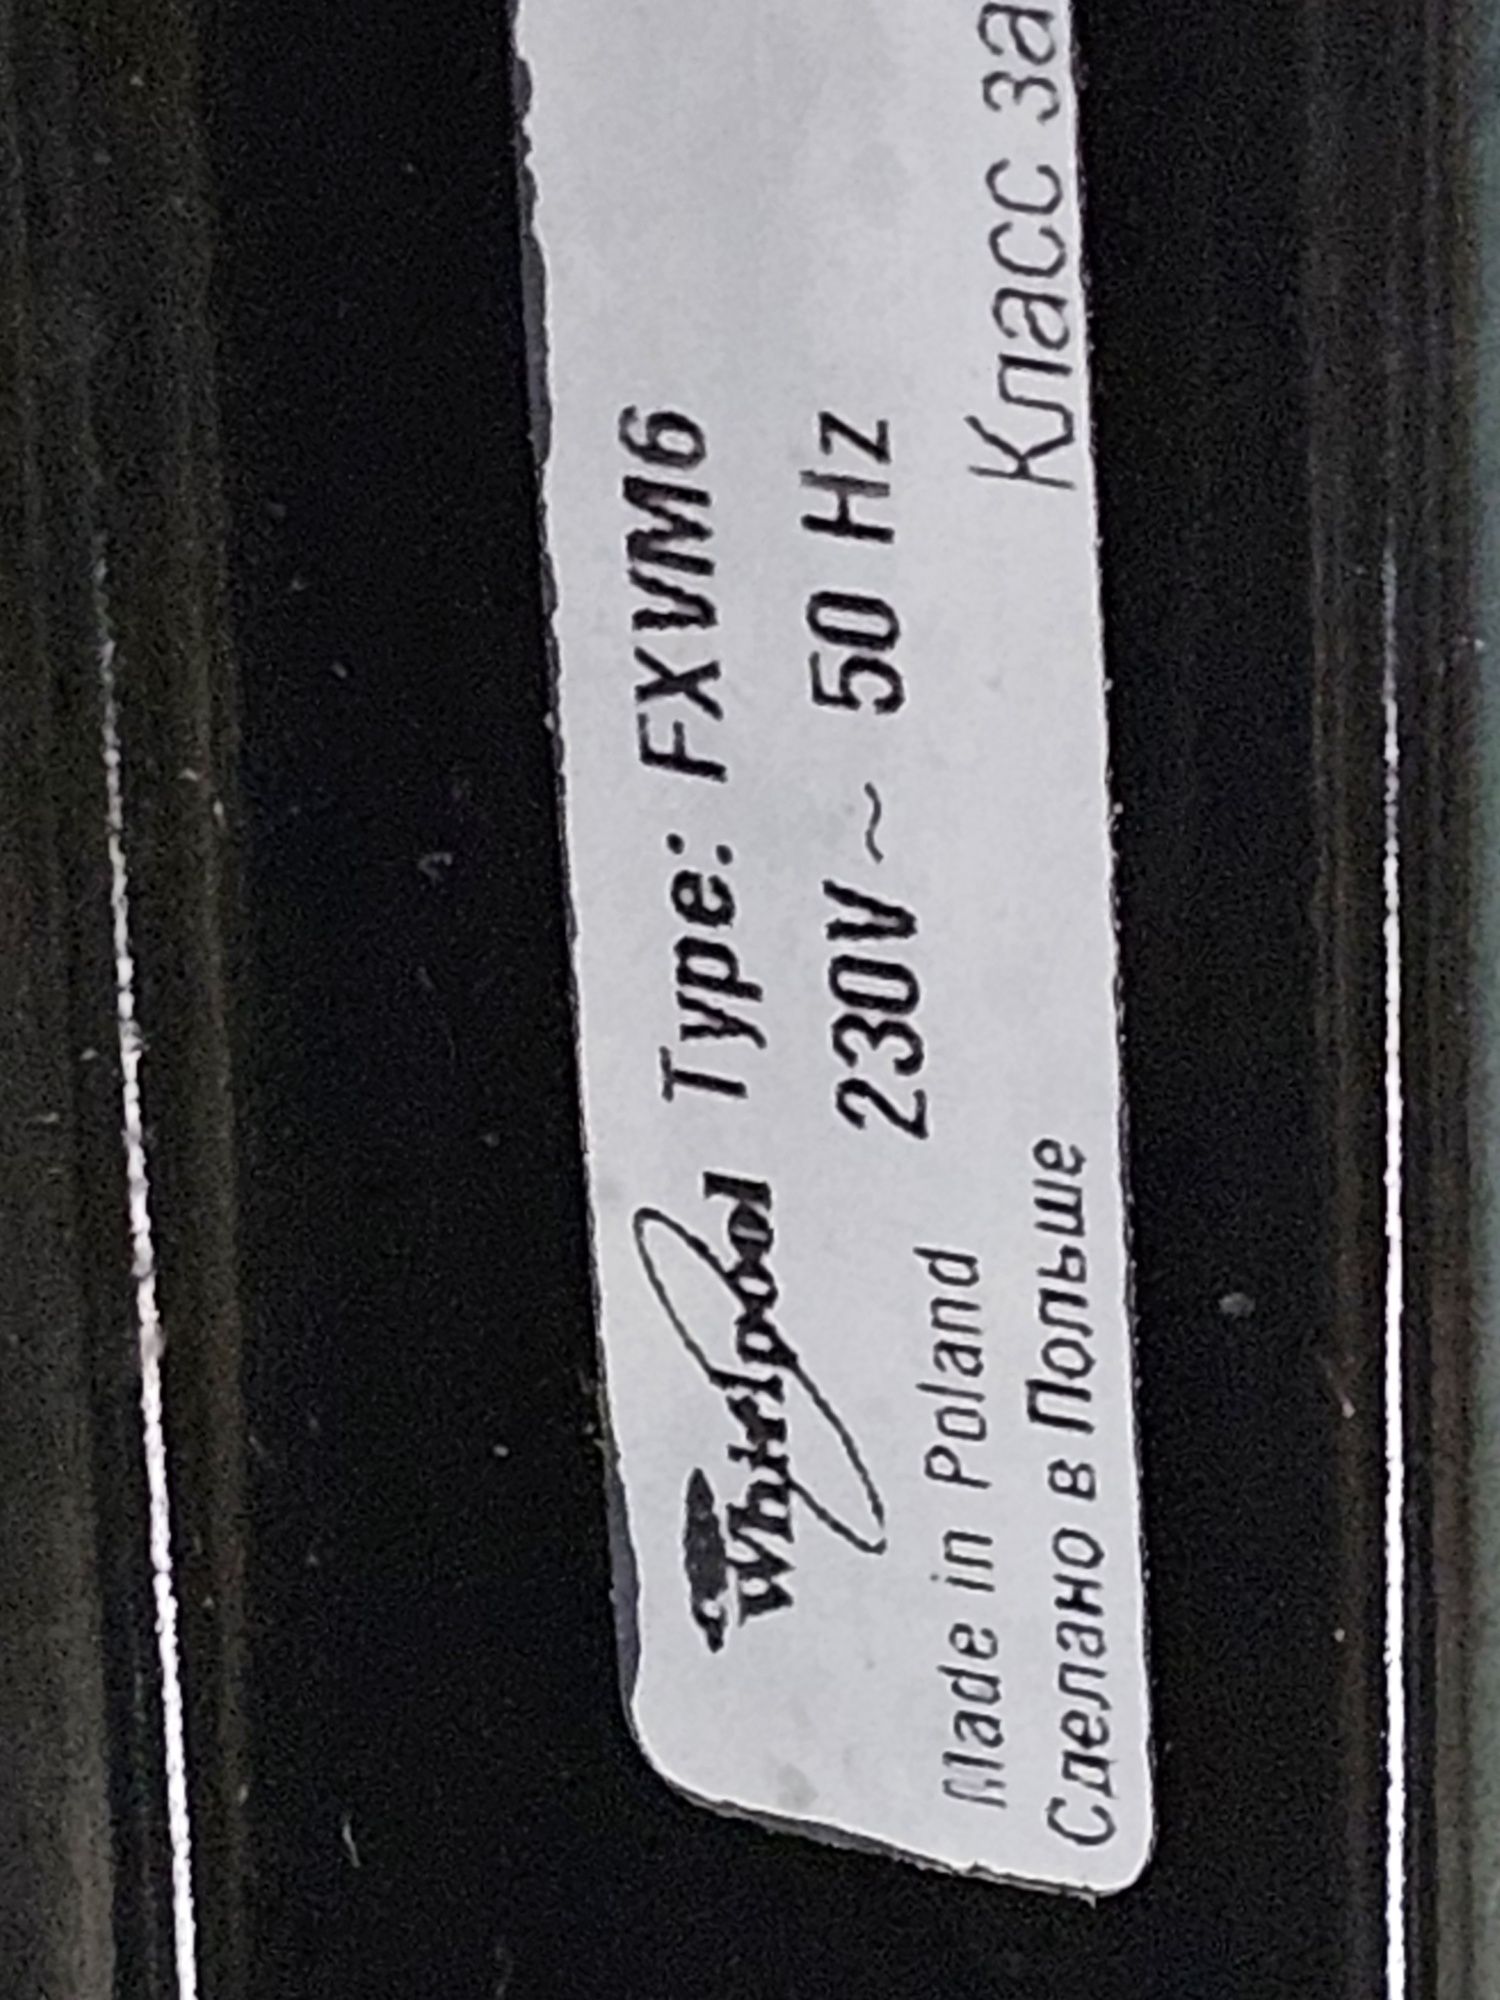 Whirlpool Type: FXVM6
230V ~ 50 Hz
Made in Poland
Класс за
Сделано в Польше